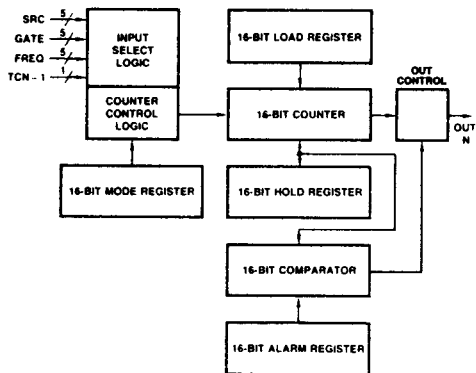 SRC 5
GATE 5
FREQ 5
TCN-1 1
INPUT
SELECT
LOGIC
COUNTER
CONTROL
LOGIC
16-BIT MODE REGISTER
16-BIT LOAD REGISTER
16-BIT COUNTER
16-BIT HOLD REGISTER
16-BIT COMPARATOR
16-BIT ALARM REGISTER
OUT
CONTROL
OUT
N